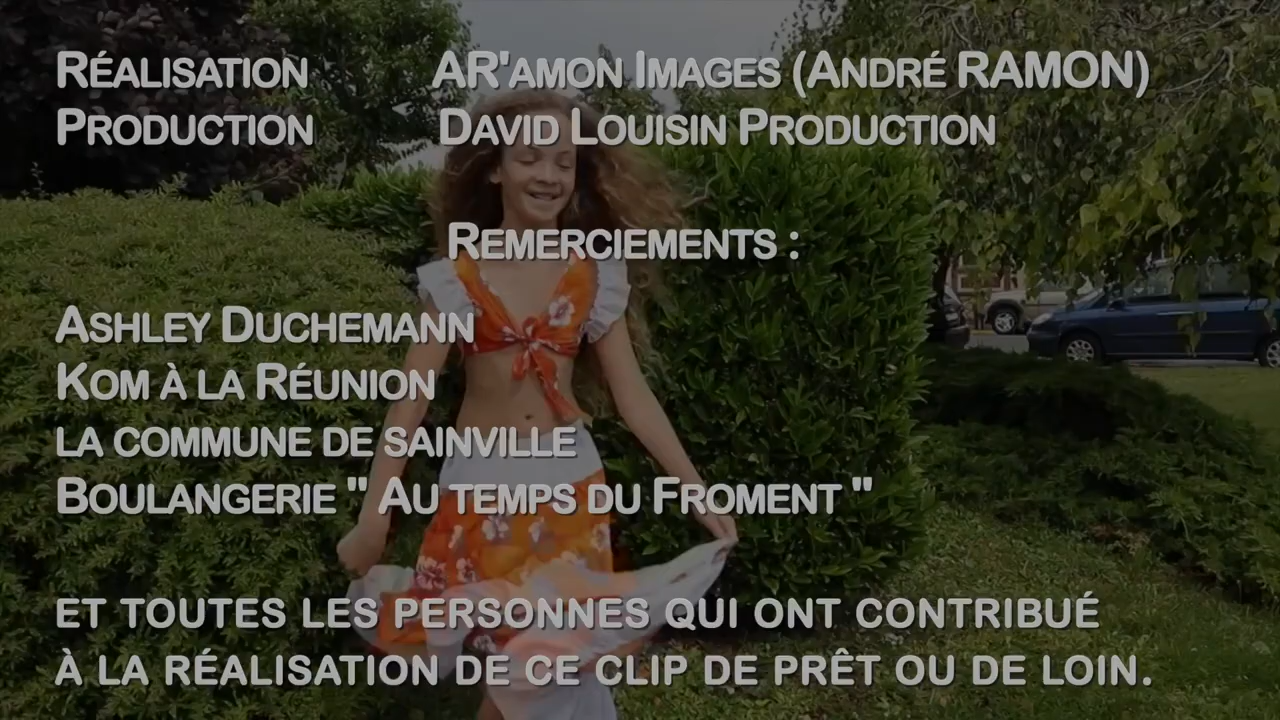 RÉALISATION AR'AMON IMAGES (ANDRÉ RAMON)
PRODUCTION DAVID LOUISIN PRODUCTION
REMERCIEMENTS :
ASHLEY DUCHEMANN
KOM À LA RÉUNION
LA COMMUNE DE SAINVILLE
BOULANGERIE " AU TEMPS DU FROMENT "
ET TOUTES LES PERSONNES QUI ONT CONTRIBUÉ
À LA RÉALISATION DE CE CLIP DE PRÊT OU DE LOIN.